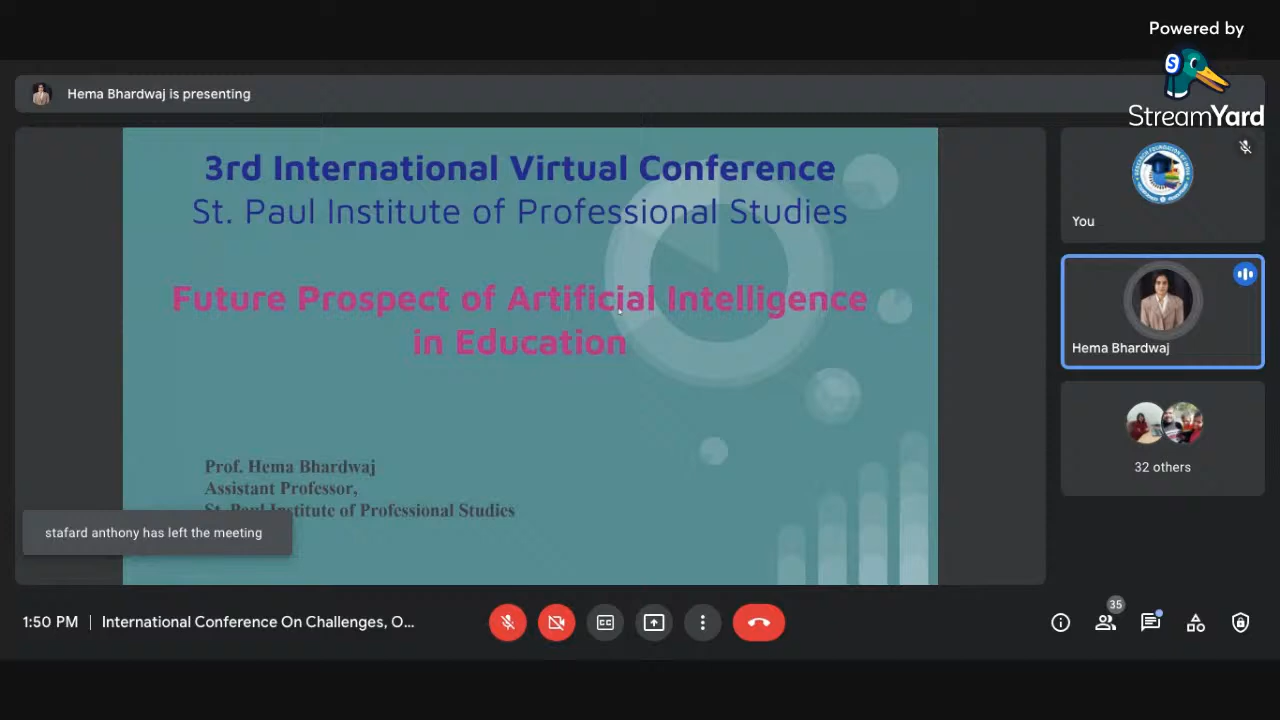 Powered by
StreamYard
Hema Bhardwaj is presenting
3rd International Virtual Conference
St. Paul Institute of Professional Studies
Future Prospect of Artificial Intelligence
in Education
Prof. Hema Bhardwaj
Assistant Professor,
St. Paul Institute of Professional Studies
stafard anthony has left the meeting
You
Hema Bhardwaj
32 others
1:50 PM | International Conference On Challenges, O...
35